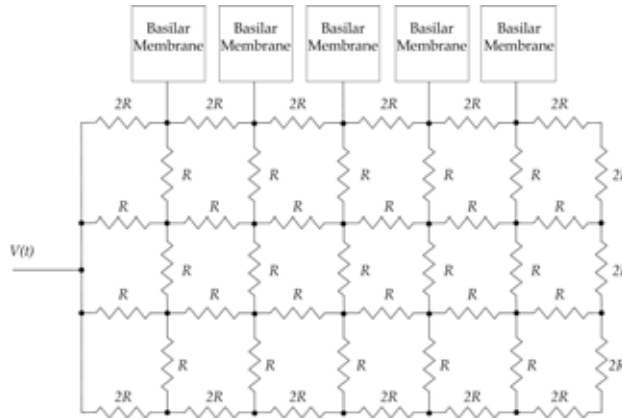 Basilar Basilar Basilar Basilar Basilar
Membrane Membrane Membrane Membrane Membrane
2R 2R 2R 2R 2R 2R
R R R R R 2R
R R R R R R
V(t)
R R R R R 2R
R R R R R R
R R R R R 2R
2R 2R 2R 2R 2R 2R